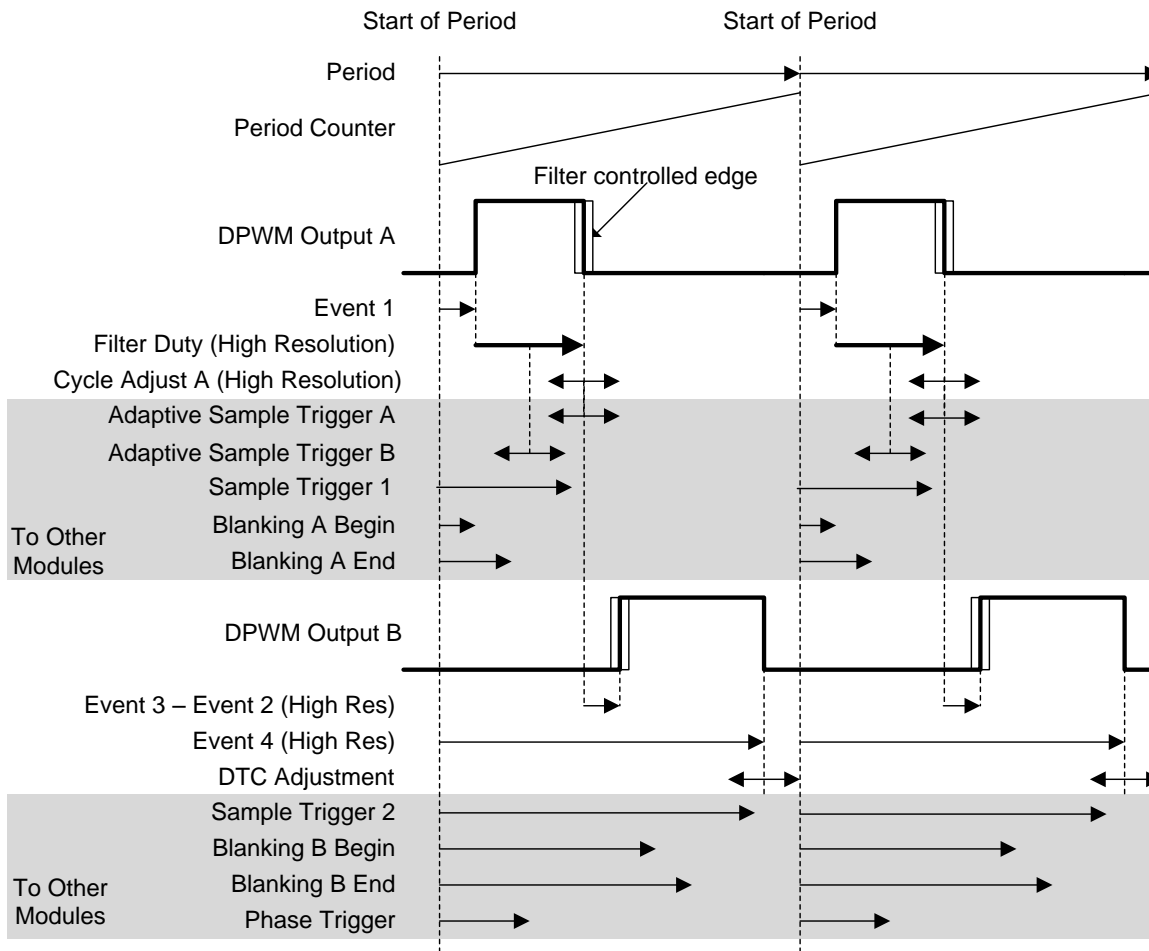 Start of Period
Start of Period
Period
Period Counter
Filter controlled edge
DPWM Output A
Event 1
Filter Duty (High Resolution)
Cycle Adjust A (High Resolution)
Adaptive Sample Trigger A
Adaptive Sample Trigger B
Sample Trigger 1
Blanking A Begin
To Other
Modules
Blanking A End
DPWM Output B
Event 3 – Event 2 (High Res)
Event 4 (High Res)
DTC Adjustment
Sample Trigger 2
Blanking B Begin
Blanking B End
To Other
Modules
Phase Trigger